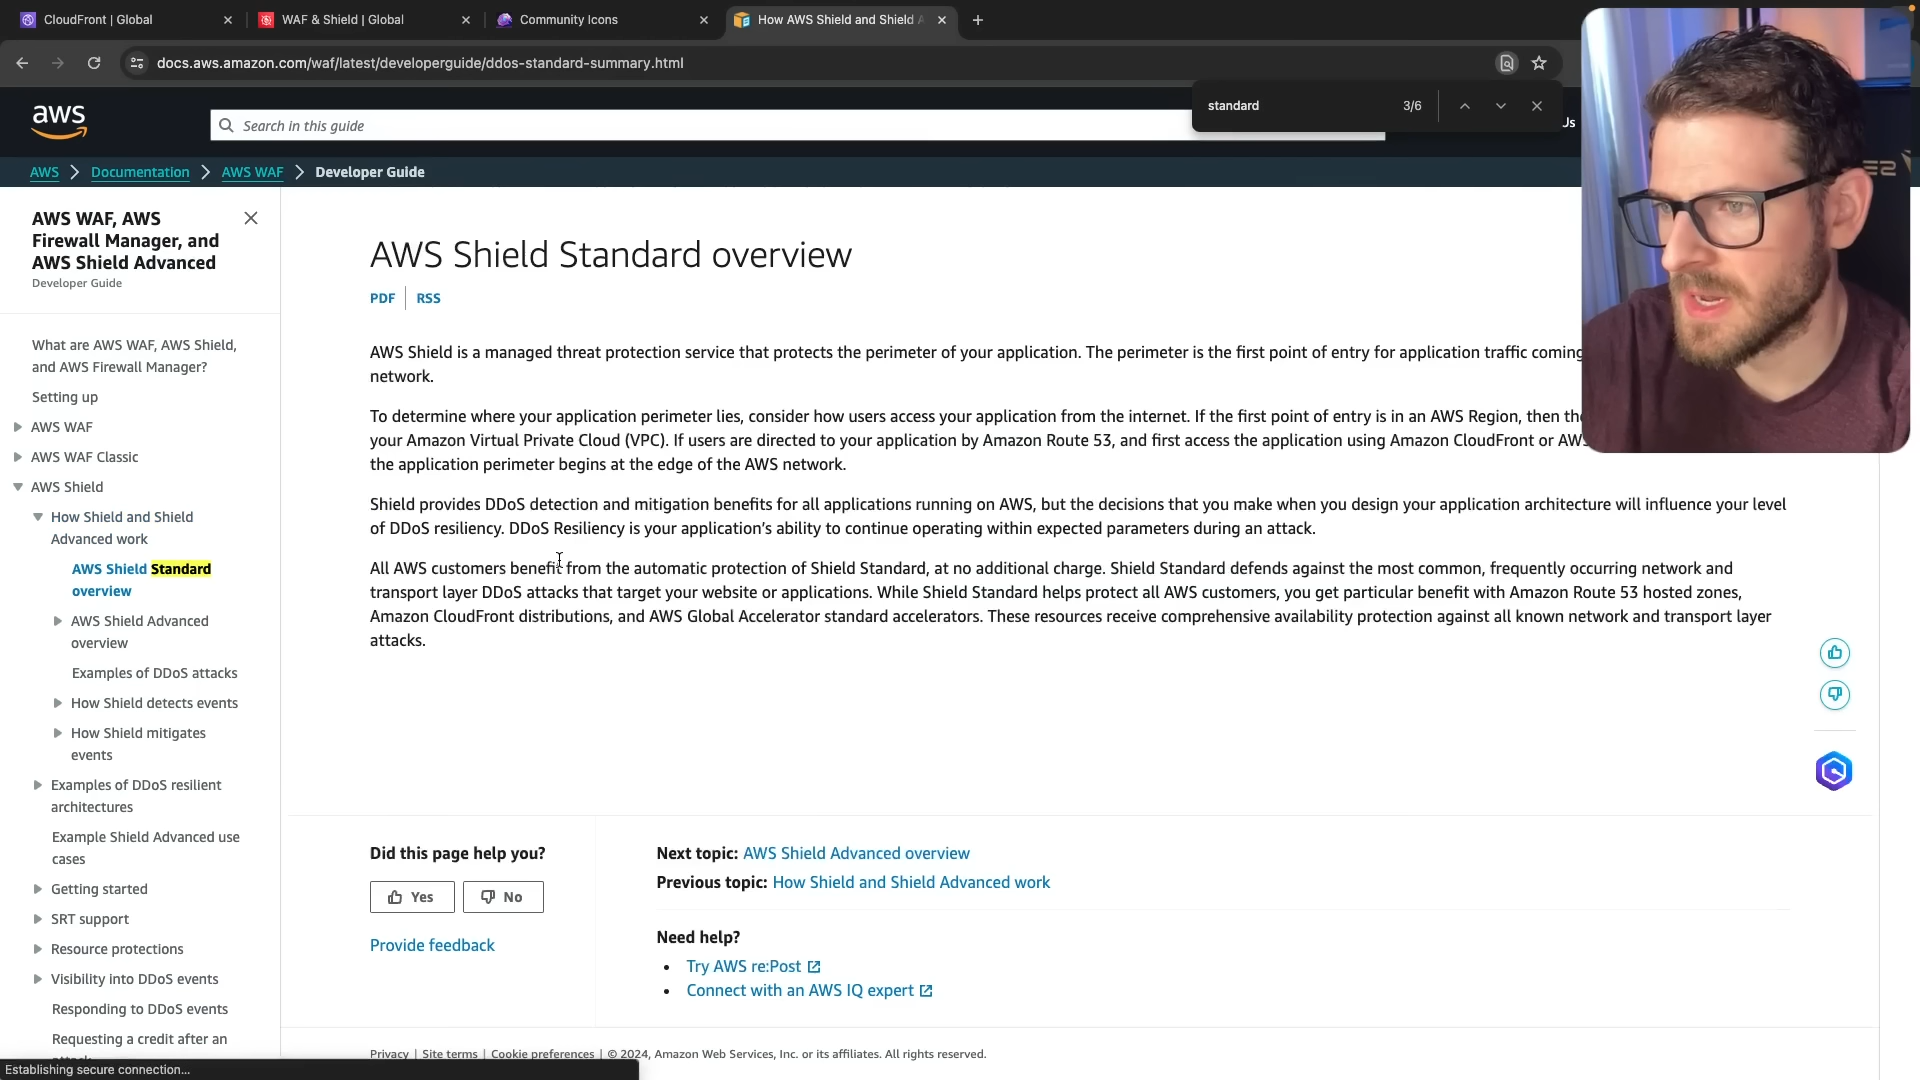 CloudFront | Global
WAF & Shield | Global
Community Icons
How AWS Shield and Shield A
docs.aws.amazon.com/waf/latest/developerguide/ddos-standard-summary.html
standard
3/6
aws
Search in this guide
Us
AWS > Documentation > AWS WAF > Developer Guide
AWS WAF, AWS
Firewall Manager, and
AWS Shield Advanced
Developer Guide
What are AWS WAF, AWS Shield,
and AWS Firewall Manager?
Setting up
AWS WAF
AWS WAF Classic
AWS Shield
How Shield and Shield
Advanced work
AWS Shield Standard
overview
AWS Shield Advanced
overview
Examples of DDoS attacks
How Shield detects events
How Shield mitigates
events
Examples of DDoS resilient
architectures
Example Shield Advanced use
cases
Getting started
SRT support
Resource protections
Visibility into DDoS events
Responding to DDoS events
Requesting a credit after an
AWS Shield Standard overview
PDF | RSS
AWS Shield is a managed threat protection service that protects the perimeter of your application. The perimeter is the first point of entry for application traffic coming
network.
To determine where your application perimeter lies, consider how users access your application from the internet. If the first point of entry is in an AWS Region, then the
your Amazon Virtual Private Cloud (VPC). If users are directed to your application by Amazon Route 53, and first access the application using Amazon CloudFront or AWS
the application perimeter begins at the edge of the AWS network.
Shield provides DDoS detection and mitigation benefits for all applications running on AWS, but the decisions that you make when you design your application architecture will influence your level
of DDoS resiliency. DDoS Resiliency is your application's ability to continue operating within expected parameters during an attack.
All AWS customers benefit from the automatic protection of Shield Standard, at no additional charge. Shield Standard defends against the most common, frequently occurring network and
transport layer DDoS attacks that target your website or applications. While Shield Standard helps protect all AWS customers, you get particular benefit with Amazon Route 53 hosted zones,
Amazon CloudFront distributions, and AWS Global Accelerator standard accelerators. These resources receive comprehensive availability protection against all known network and transport layer
attacks.
Did this page help you?
Yes
No
Provide feedback
Next topic: AWS Shield Advanced overview
Previous topic: How Shield and Shield Advanced work
Need help?
• Try AWS re:Post
• Connect with an AWS IQ expert
Privacy | Site terms | Cookie preferences | © 2024, Amazon Web Services, Inc. or its affiliates. All rights reserved.
Establishing secure connection...